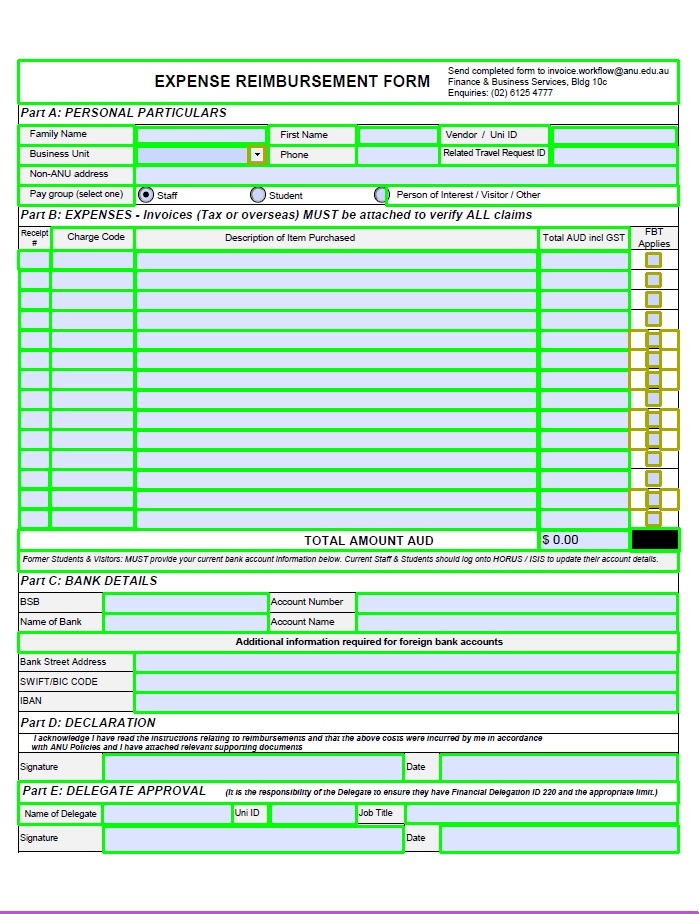 EXPENSE REIMBURSEMENT FORM
Send completed form to invoice.workflow@anu.edu.au
Finance & Business Services, Bldg 10c
Enquiries: (02) 6125 4777
Part A: PERSONAL PARTICULARS
Family Name First Name Vendor / Uni ID
Business Unit Phone Related Travel Request ID
Non-ANU address
Pay group (select one) Staff Student Person of Interest / Visitor / Other
Part B: EXPENSES - Invoices (Tax or overseas) MUST be attached to verify ALL claims
Receipt # Charge Code Description of Item Purchased Total AUD incl GST FBT Applies
TOTAL AMOUNT AUD $ 0.00
Former Students & Visitors: MUST provide your current bank account information below. Current Staff & Students should log onto HORUS / ISIS to update their account details.
Part C: BANK DETAILS
BSB Account Number
Name of Bank Account Name
Additional information required for foreign bank accounts
Bank Street Address
SWIFT/BIC CODE
IBAN
Part D: DECLARATION
I acknowledge I have read the instructions relating to reimbursements and that the above costs were incurred by me in accordance
with ANU Policies and I have attached relevant supporting documents
Signature Date
Part E: DELEGATE APPROVAL (It is the responsibility of the Delegate to ensure they have Financial Delegation ID 220 and the appropriate limit.)
Name of Delegate Uni ID Job Title
Signature Date